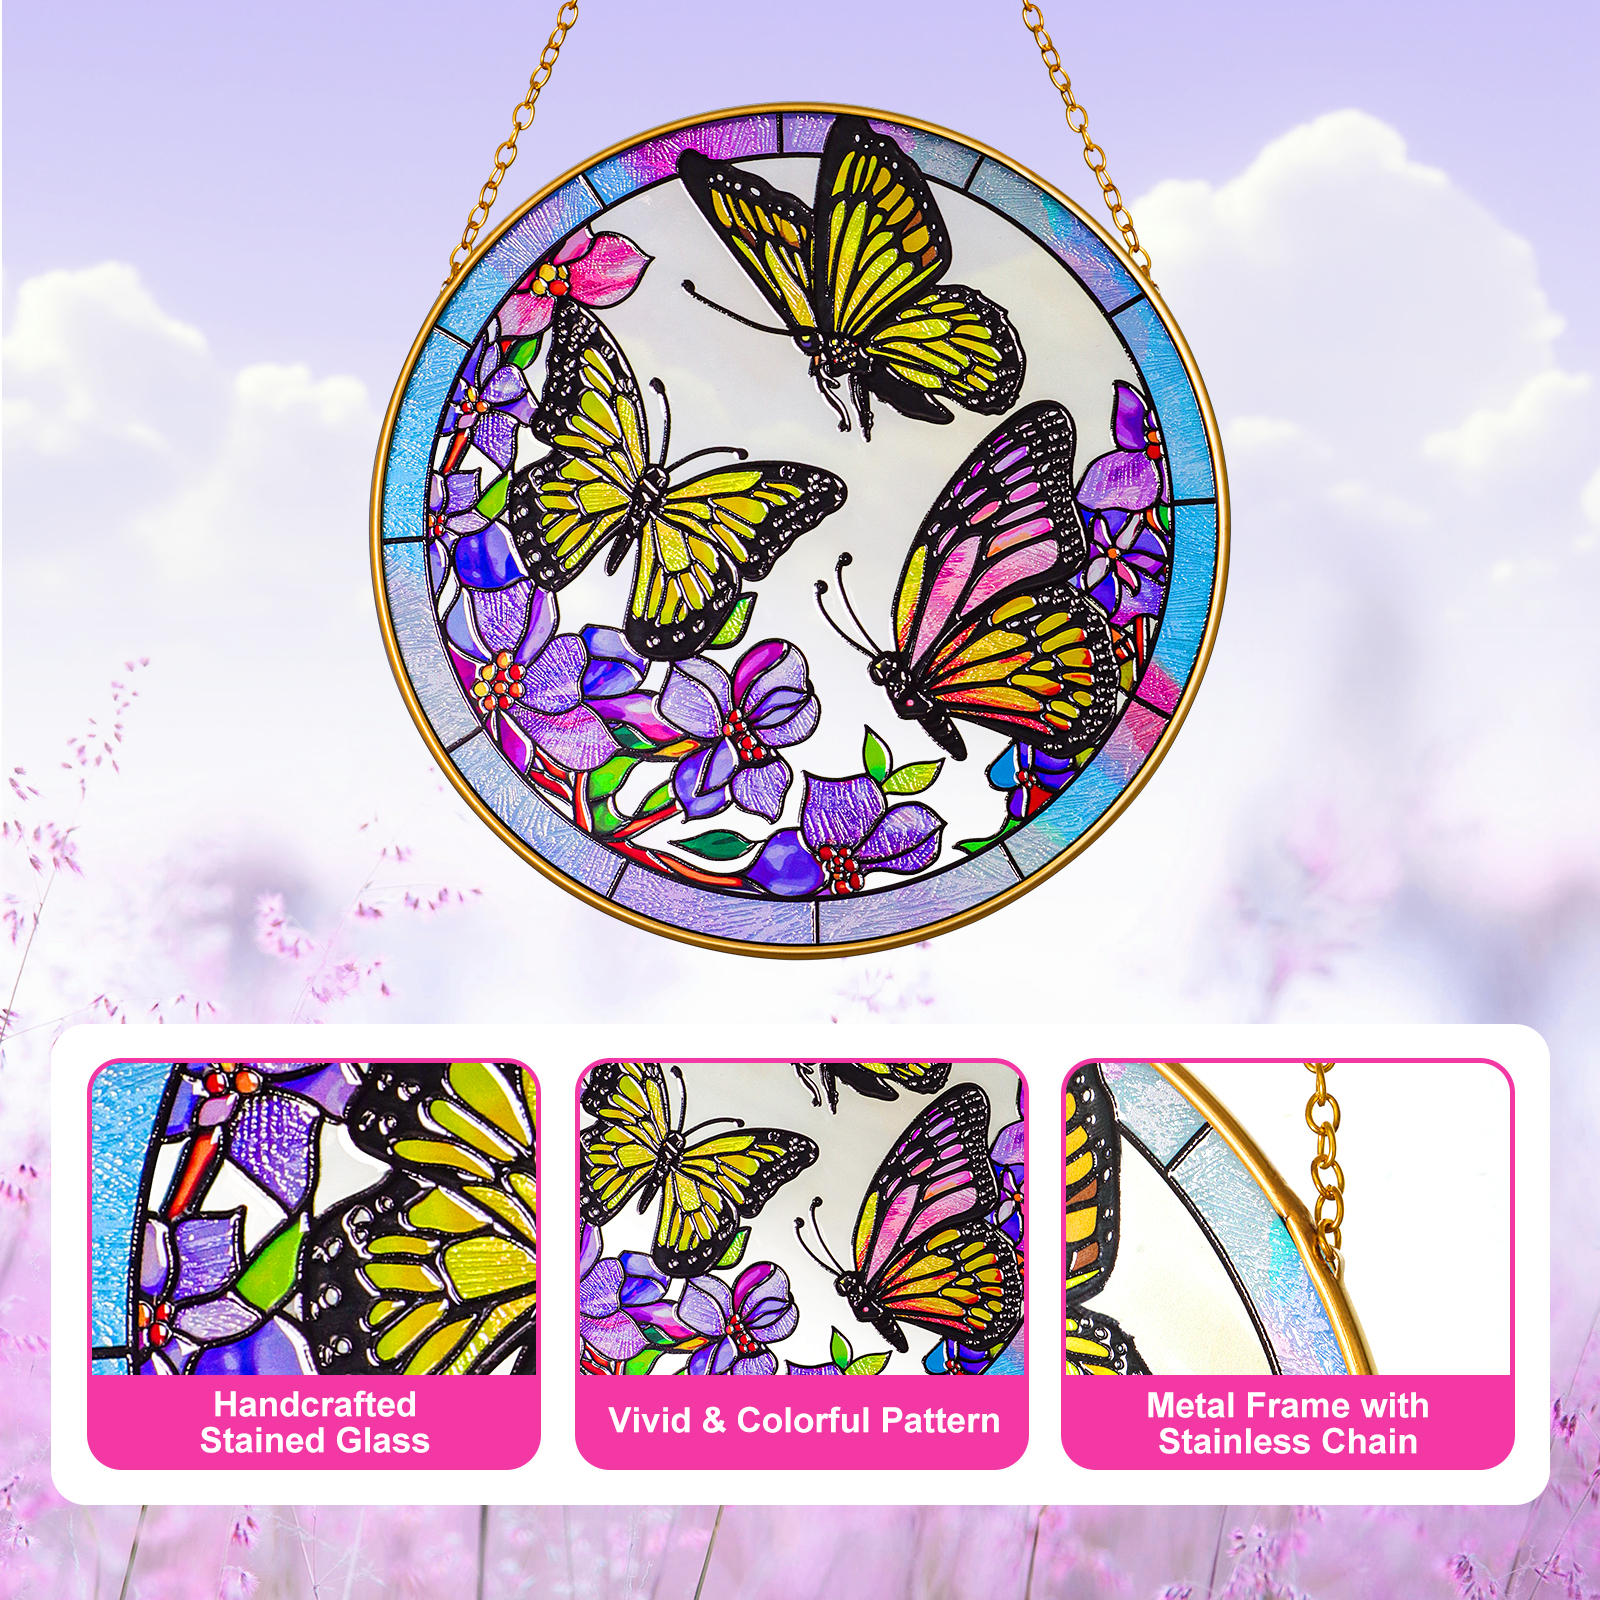 Handcrafted
Stained Glass
Vivid & Colorful Pattern
Metal Frame with
Stainless Chain